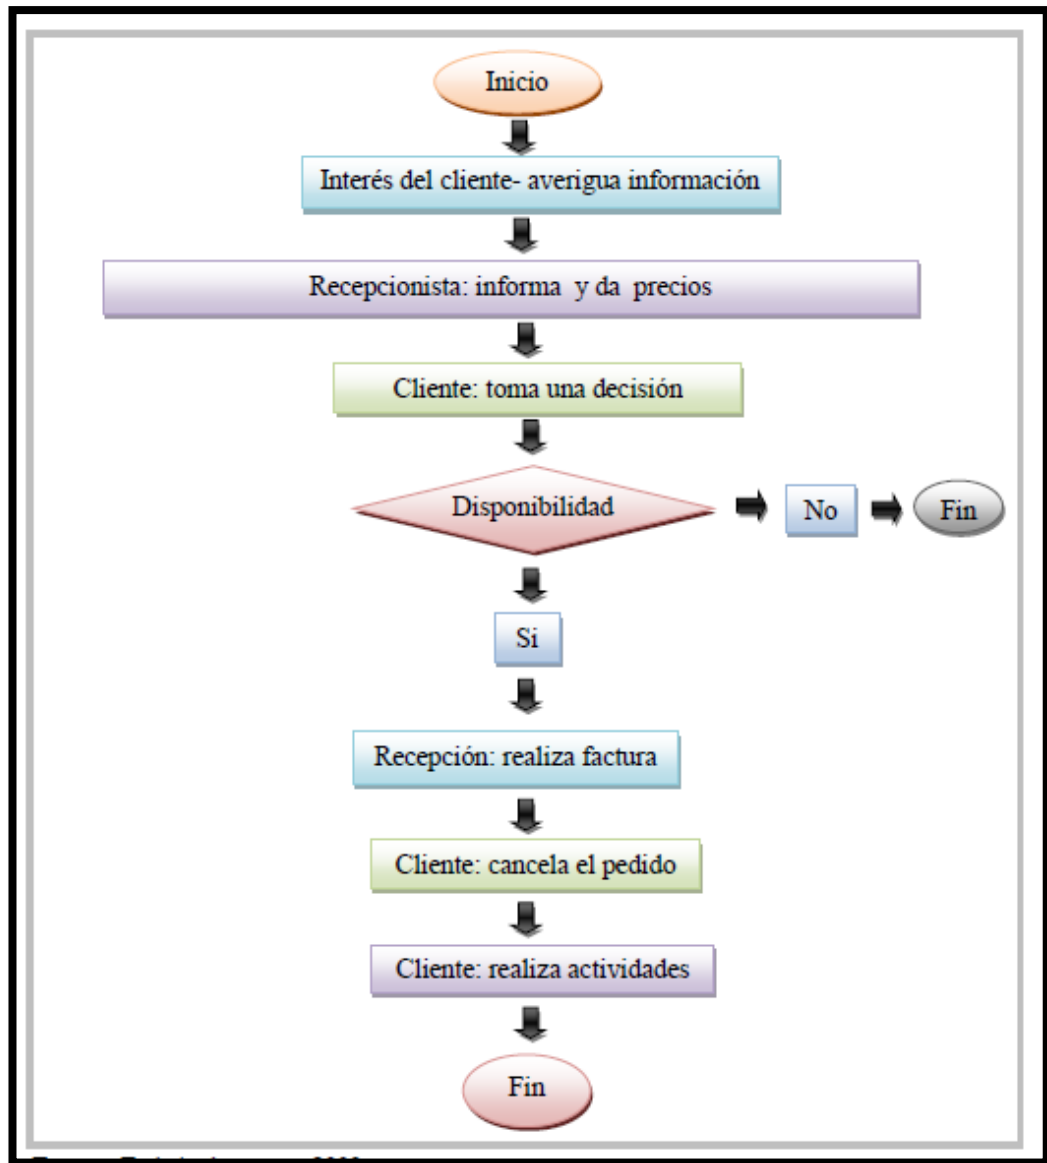 Inicio
Interés del cliente- averigua información
Recepcionista: informa y da precios
Cliente: toma una decisión
Disponibilidad
No
Fin
Si
Recepción: realiza factura
Cliente: cancela el pedido
Cliente: realiza actividades
Fin